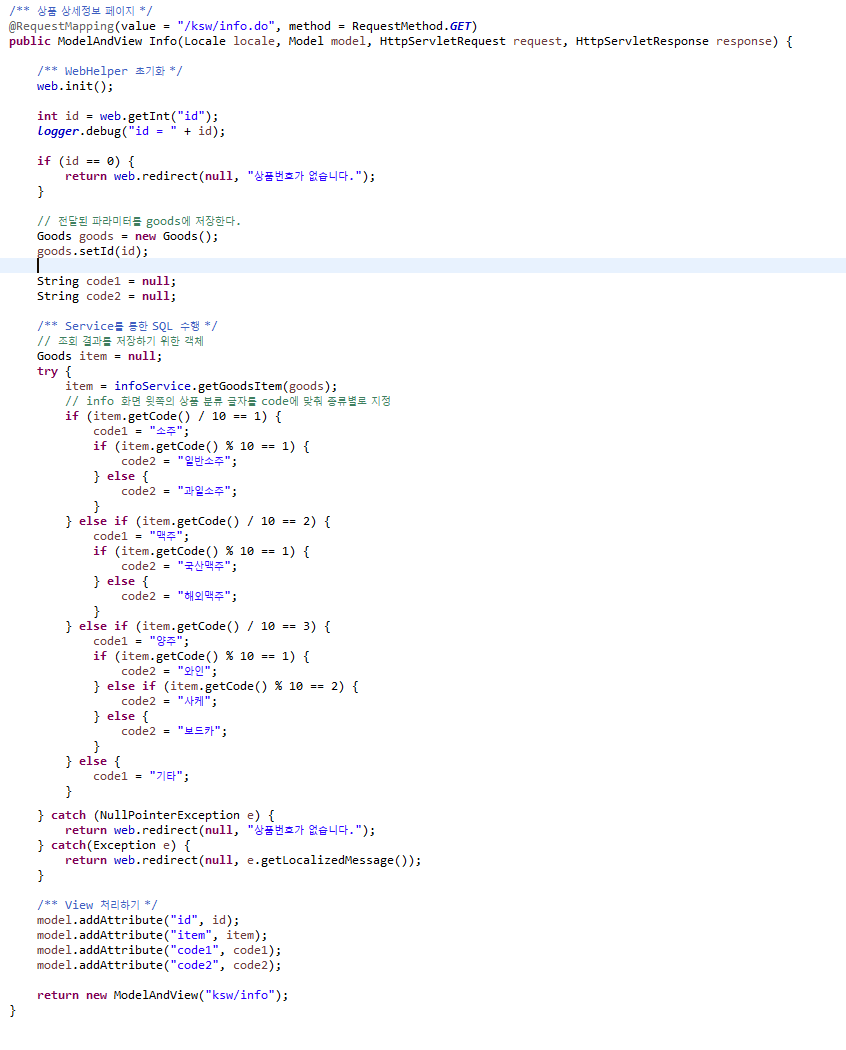 /** 상품 상세정보 페이지 */
@RequestMapping(value = "/ksw/info.do", method = RequestMethod.GET)
public ModelAndView Info(Locale locale, Model model, HttpServletRequest request, HttpServletResponse response) {
/** WebHelper 초기화 */
web.init();
int id = web.getInt("id");
logger.debug("id = " + id);
if (id == 0) {
return web.redirect(null, "상품번호가 없습니다.");
}
// 전달된 파라미터를 goods에 저장한다.
Goods goods = new Goods();
goods.setId(id);
String code1 = null;
String code2 = null;
/** Service를 통한 SQL 수행 */
// 조회 결과를 저장하기 위한 객체
Goods item = null;
try {
item = infoService.getGoodsItem(goods);
// info 화면 윗쪽의 상품 분류 글자를 code에 맞춰 종류별로 지정
if (item.getCode() / 10 == 1) {
code1 = "소주";
if (item.getCode() % 10 == 1) {
code2 = "일반소주";
} else {
code2 = "과일소주";
}
} else if (item.getCode() / 10 == 2) {
code1 = "맥주";
if (item.getCode() % 10 == 1) {
code2 = "국산맥주";
} else {
code2 = "해외맥주";
}
} else if (item.getCode() / 10 == 3) {
code1 = "양주";
if (item.getCode() % 10 == 1) {
code2 = "와인";
} else if (item.getCode() % 10 == 2) {
code2 = "사케";
} else {
code2 = "보드카";
}
} else {
code1 = "기타";
}
} catch (NullPointerException e) {
return web.redirect(null, "상품번호가 없습니다.");
} catch(Exception e) {
return web.redirect(null, e.getLocalizedMessage());
}
/** View 처리하기 */
model.addAttribute("id", id);
model.addAttribute("item", item);
model.addAttribute("code1", code1);
model.addAttribute("code2", code2);
return new ModelAndView("ksw/info");
}